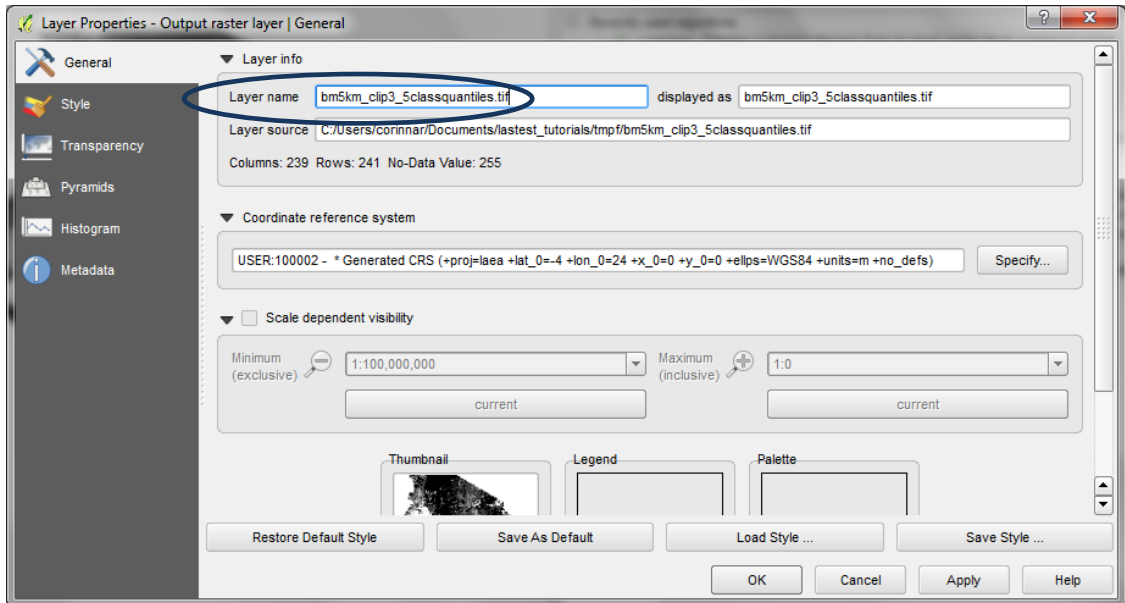 Layer Properties - Output raster layer | General
General
Style
Transparency
Pyramids
Histogram
Metadata
Layer info
Layer name bm5km_clip3_5classquantiles.tif displayed as bm5km_clip3_5classquantiles.tif
Layer source C:/Users/corinnar/Documents/lastest_tutorials/tmpf/bm5km_clip3_5classquantiles.tif
Columns: 239 Rows: 241 No-Data Value: 255
Coordinate reference system
USER:100002 - * Generated CRS (+proj=laea +lat_0=-4 +lon_0=24 +x_0=0 +y_0=0 +ellps=WGS84 +units=m +no_defs) Specify...
Scale dependent visibility
Minimum (exclusive) 1:100,000,000 Maximum (inclusive) 1:0
current current
Thumbnail Legend Palette
Restore Default Style Save As Default Load Style ... Save Style ...
OK Cancel Apply Help